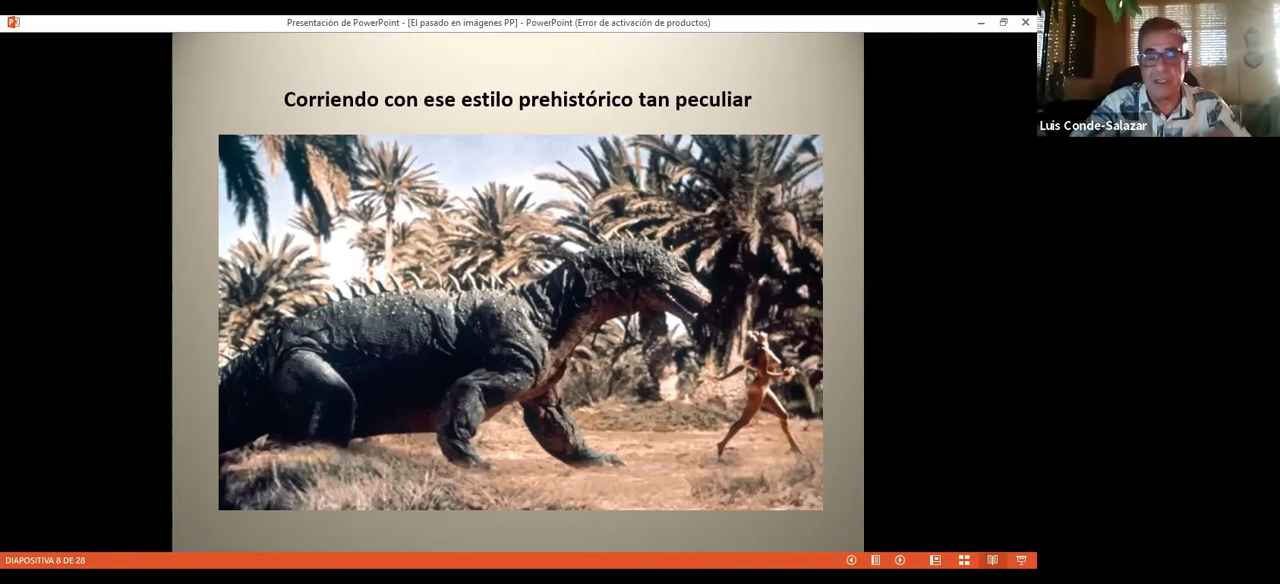 Presentación de PowerPoint - [El pasado en imágenes PP] - PowerPoint (Error de activación de productos)
Corriendo con ese estilo prehistórico tan peculiar
Luis Conde-Salazar
DIAPOSITIVA 8 DE 28